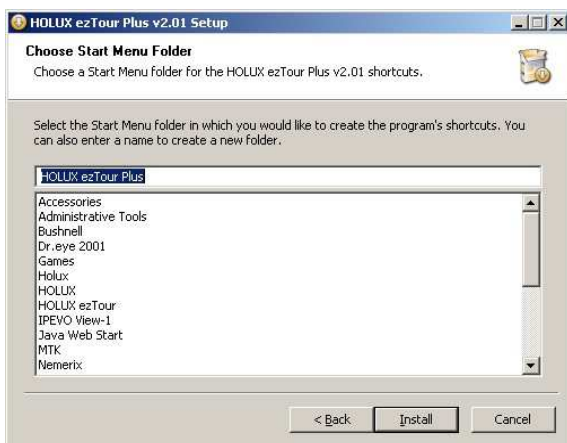 HOLUX ezTour Plus v2.01 Setup
Choose Start Menu Folder
Choose a Start Menu folder for the HOLUX ezTour Plus v2.01 shortcuts.
Select the Start Menu folder in which you would like to create the program's shortcuts. You
can also enter a name to create a new folder.
HOLUX ezTour Plus
Accessories
Administrative Tools
Bushnell
Dr.eye 2001
Games
Holux
HOLUX
HOLUX ezTour
IPEVO View-1
Java Web Start
MTK
Nemerix
< Back
Install
Cancel